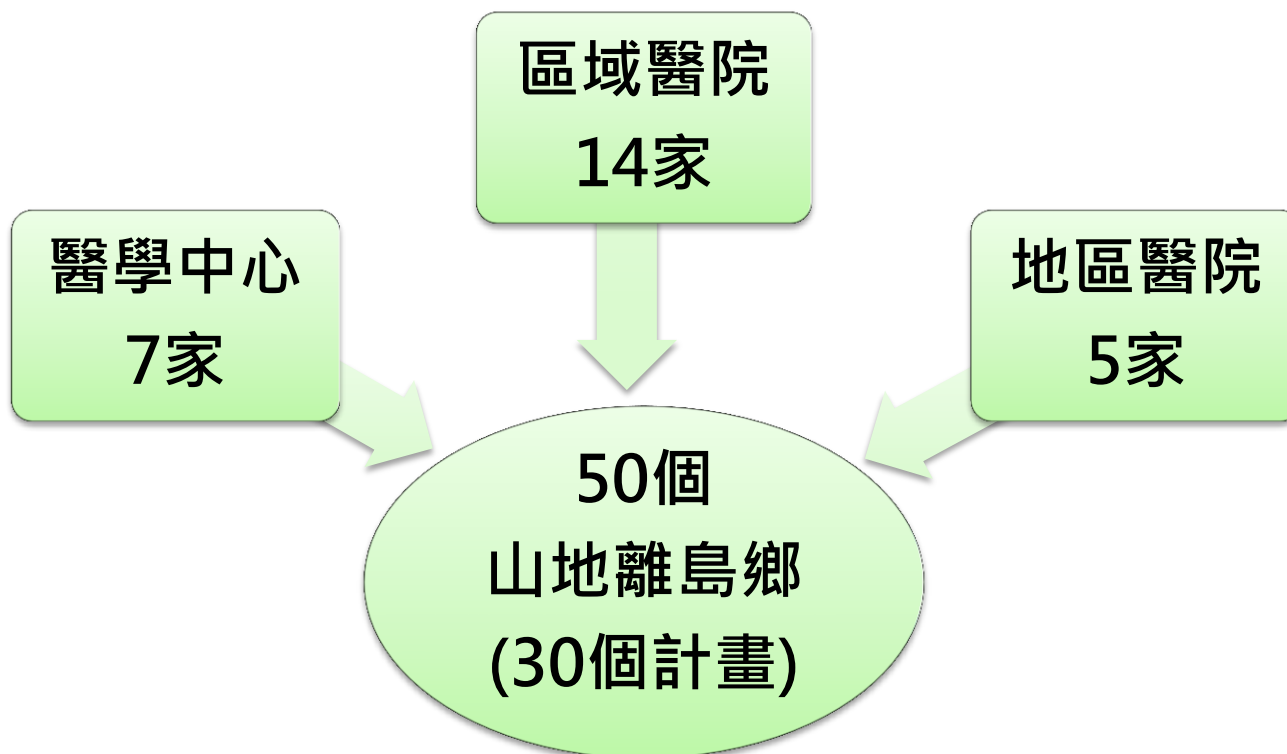 區域醫院
14家
醫學中心
7家
地區醫院
5家
50個
山地離島鄉
(30個計畫)